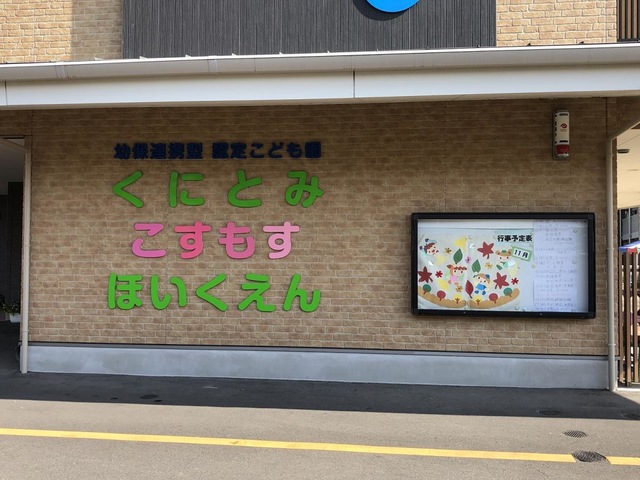 幼保連携型 認定こども園
くにとみ
こすもす
ほいくえん
行事予定表
11月